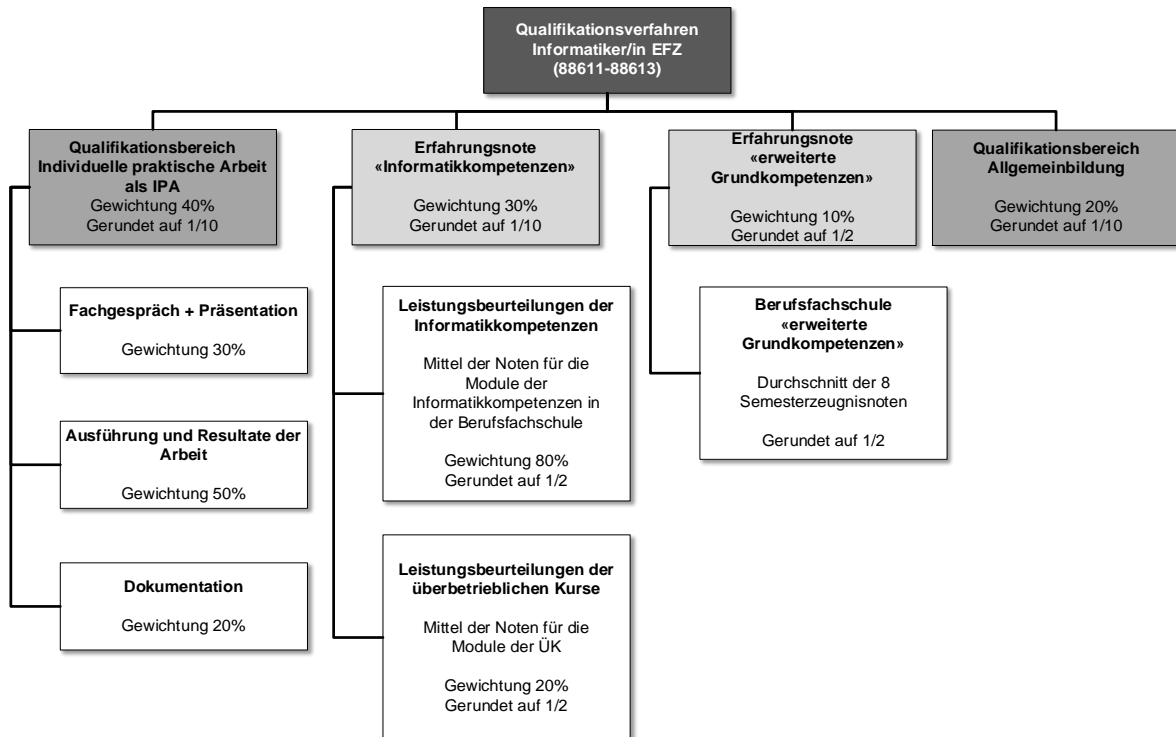 Qualifikationsverfahren
Informatiker/in EFZ
(88611-88613)
Qualifikationsbereich
Individuelle praktische Arbeit
als IPA
Gewichtung 40%
Gerundet auf 1/10
Fachgespräch + Präsentation
Gewichtung 30%
Ausführung und Resultate der
Arbeit
Gewichtung 50%
Dokumentation
Gewichtung 20%
Erfahrungsnote
«Informatikkompetenzen»
Gewichtung 30%
Gerundet auf 1/10
Leistungsbeurteilungen der
Informatikkompetenzen
Mittel der Noten für die
Module der
Informatikkompetenzen in
der Berufsfachschule
Gewichtung 80%
Gerundet auf 1/2
Leistungsbeurteilungen der
überbetrieblichen Kurse
Mittel der Noten für die
Module der ÜK
Gewichtung 20%
Gerundet auf 1/2
Erfahrungsnote
«erweiterte
Grundkompetenzen»
Gewichtung 10%
Gerundet auf 1/2
Berufsfachschule
«erweiterte
Grundkompetenzen»
Durchschnitt der 8
Semesterzeugnisnoten
Gerundet auf 1/2
Qualifikationsbereich
Allgemeinbildung
Gewichtung 20%
Gerundet auf 1/10